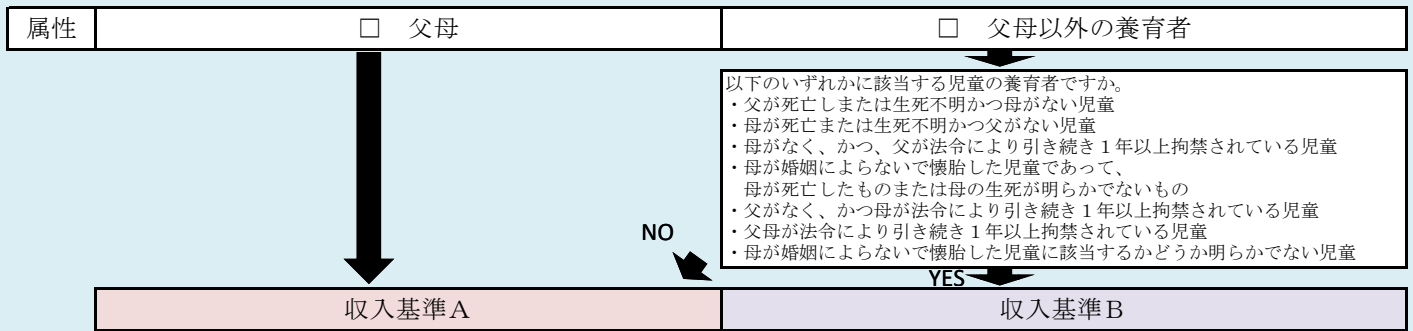 属性 □ 父母 □ 父母以外の養育者
以下のいずれかに該当する児童の養育者ですか。
・父が死亡しまたは生死不明かつ母がない児童
・母が死亡または生死不明かつ父がない児童
・母がなく、かつ、父が法令により引き続き１年以上拘禁されている児童
・母が婚姻によらないで懐胎した児童であって、
母が死亡したものまたは母の生死が明らかでないもの
・父がなく、かつ母が法令により引き続き１年以上拘禁されている児童
・父母が法令により引き続き１年以上拘禁されている児童
・母が婚姻によらないで懐胎した児童に該当するかどうか明らかでない児童
NO
YES
収入基準Ａ 収入基準Ｂ